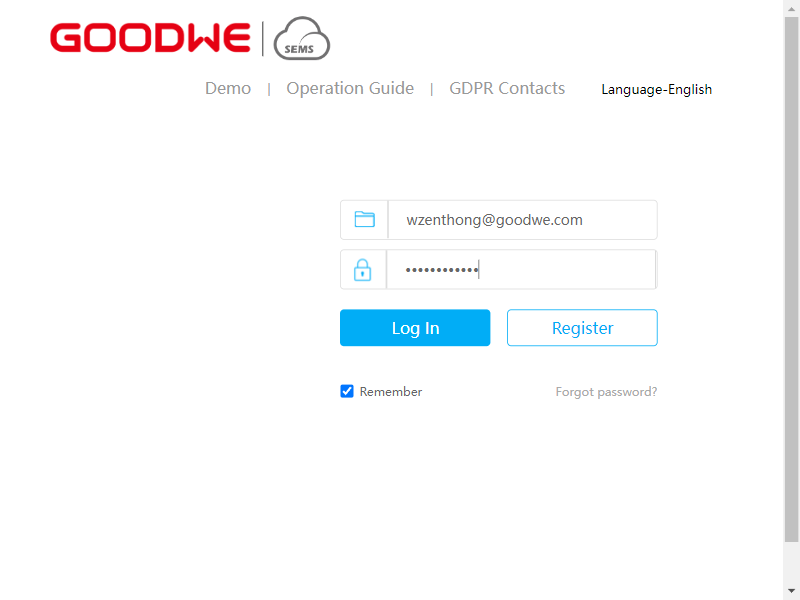 GOODWE | SEMS
Demo | Operation Guide | GDPR Contacts Language-English
wzenthong@goodwe.com
••••••••••••
Log In Register
Remember Forgot password?